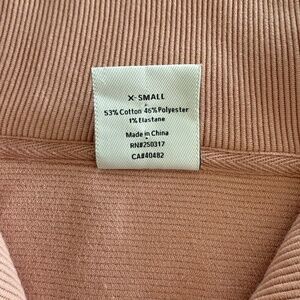 X-SMALL
53% Cotton 46% Polyester
1% Elastane
Made in China
RN#250317
CA#40482